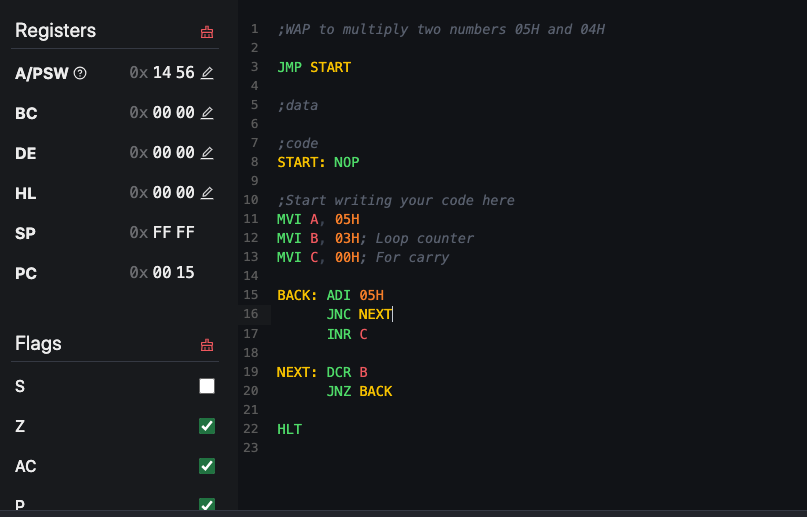 Registers
A/PSW 0x 14 56
BC 0x 00 00
DE 0x 00 00
HL 0x 00 00
SP 0x FF FF
PC 0x 00 15
Flags
S
Z
AC
P
1 ;WAP to multiply two numbers 05H and 04H
2
3 JMP START
4
5 ;data
6
7 ;code
8 START: NOP
9
10 ;Start writing your code here
11 MVI A, 05H
12 MVI B, 03H; Loop counter
13 MVI C, 00H; For carry
14
15 BACK: ADI 05H
16 JNC NEXT
17 INR C
18
19 NEXT: DCR B
20 JNZ BACK
21
22 HLT
23